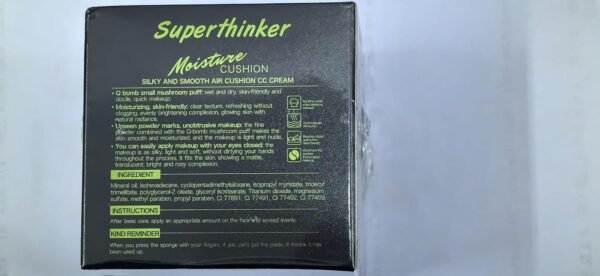 Superthinker
Moisture
CUSHION
SILKY AND SMOOTH AIR CUSHION CC CREAM
• Q-bomb small mushroom puff: wet and dry, skin-friendly and
docile, quick makeup;
• Moisturizing, skin-friendly: clear texture, refreshing without
clogging, evenly brightening complexion, glowing skin with
natural radiance.
• Unseen powder marks, unobtrusive makeup: the fine
powder combined with the Q-bomb mushroom puff makes the
skin smooth and moisturized, and the makeup is light and nude;
• You can easily apply makeup with your eyes closed: the
makeup is as silky, light and soft, without dirtying your hands
throughout the process, it fits the skin, showing a matte,
translucent, bright and rosy complexion.
INGREDIENT
Mineral oil, isohexadecane, cyclopentadimethylsiloxane, isopropyl myristate, tridecyl
trimellitate, polyglycerol-2 oleate, glyceryl isostearate, Titanium dioxide, magnesium
sulfate, methyl paraben, propyl paraben, CI 77891, CI 77491, CI 77492, CI 77499.
INSTRUCTIONS
After basic care, apply an appropriate amount on the face spread evenly.
KIND REMINDER
When you press the sponge with your fingers, if you can't get the paste. It means it has
been used up.